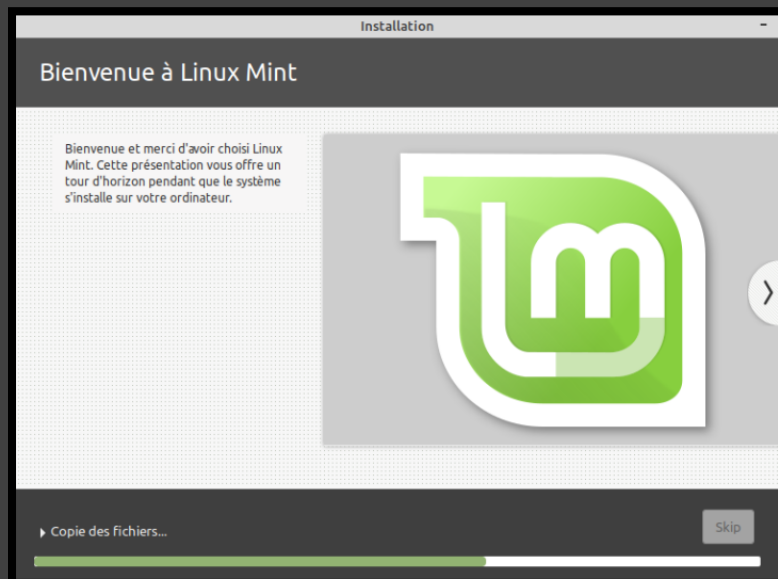 Installation
Bienvenue à Linux Mint
Bienvenue et merci d'avoir choisi Linux
Mint. Cette présentation vous offre un
tour d'horizon pendant que le système
s'installe sur votre ordinateur.
Copie des fichiers...
Skip